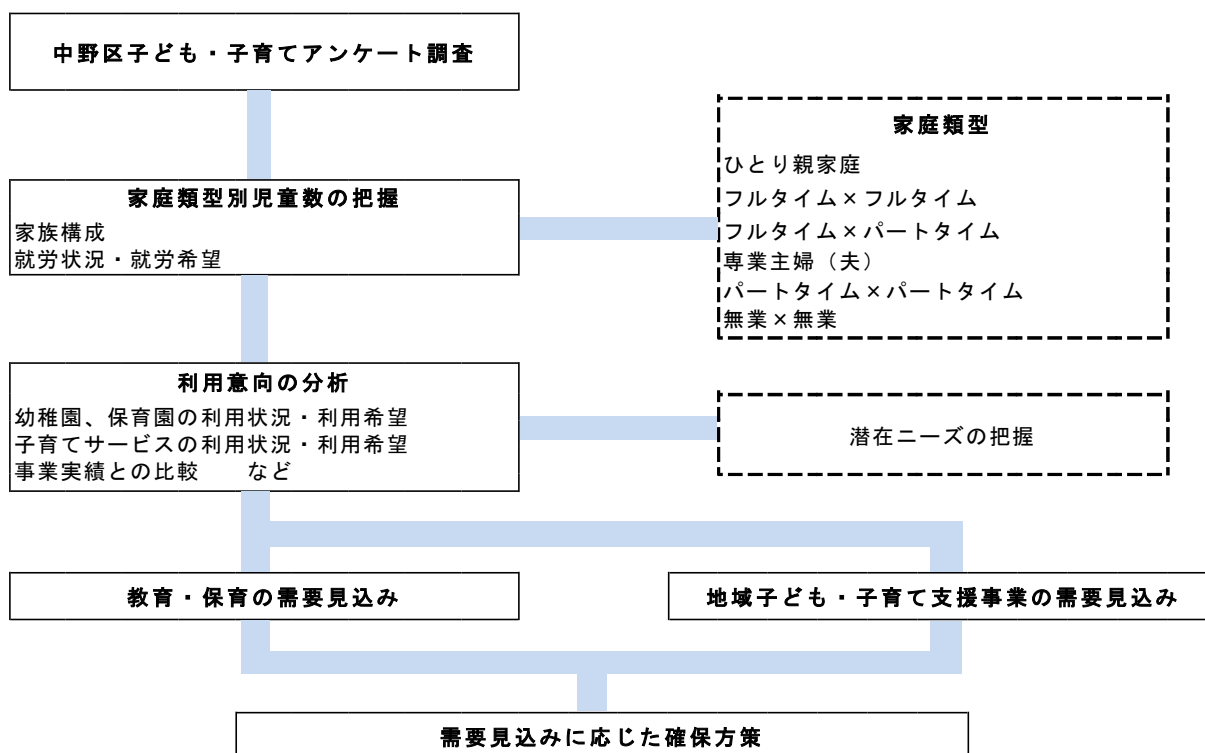 中野区子ども・子育てアンケート調査
家庭類型別児童数の把握
家族構成
就労状況・就労希望
家庭類型
ひとり親家庭
フルタイム×フルタイム
フルタイム×パートタイム
専業主婦（夫）
パートタイム×パートタイム
無業×無業
利用意向の分析
幼稚園、保育園の利用状況・利用希望
子育てサービスの利用状況・利用希望
事業実績との比較　　など
潜在ニーズの把握
教育・保育の需要見込み
地域子ども・子育て支援事業の需要見込み
需要見込みに応じた確保方策